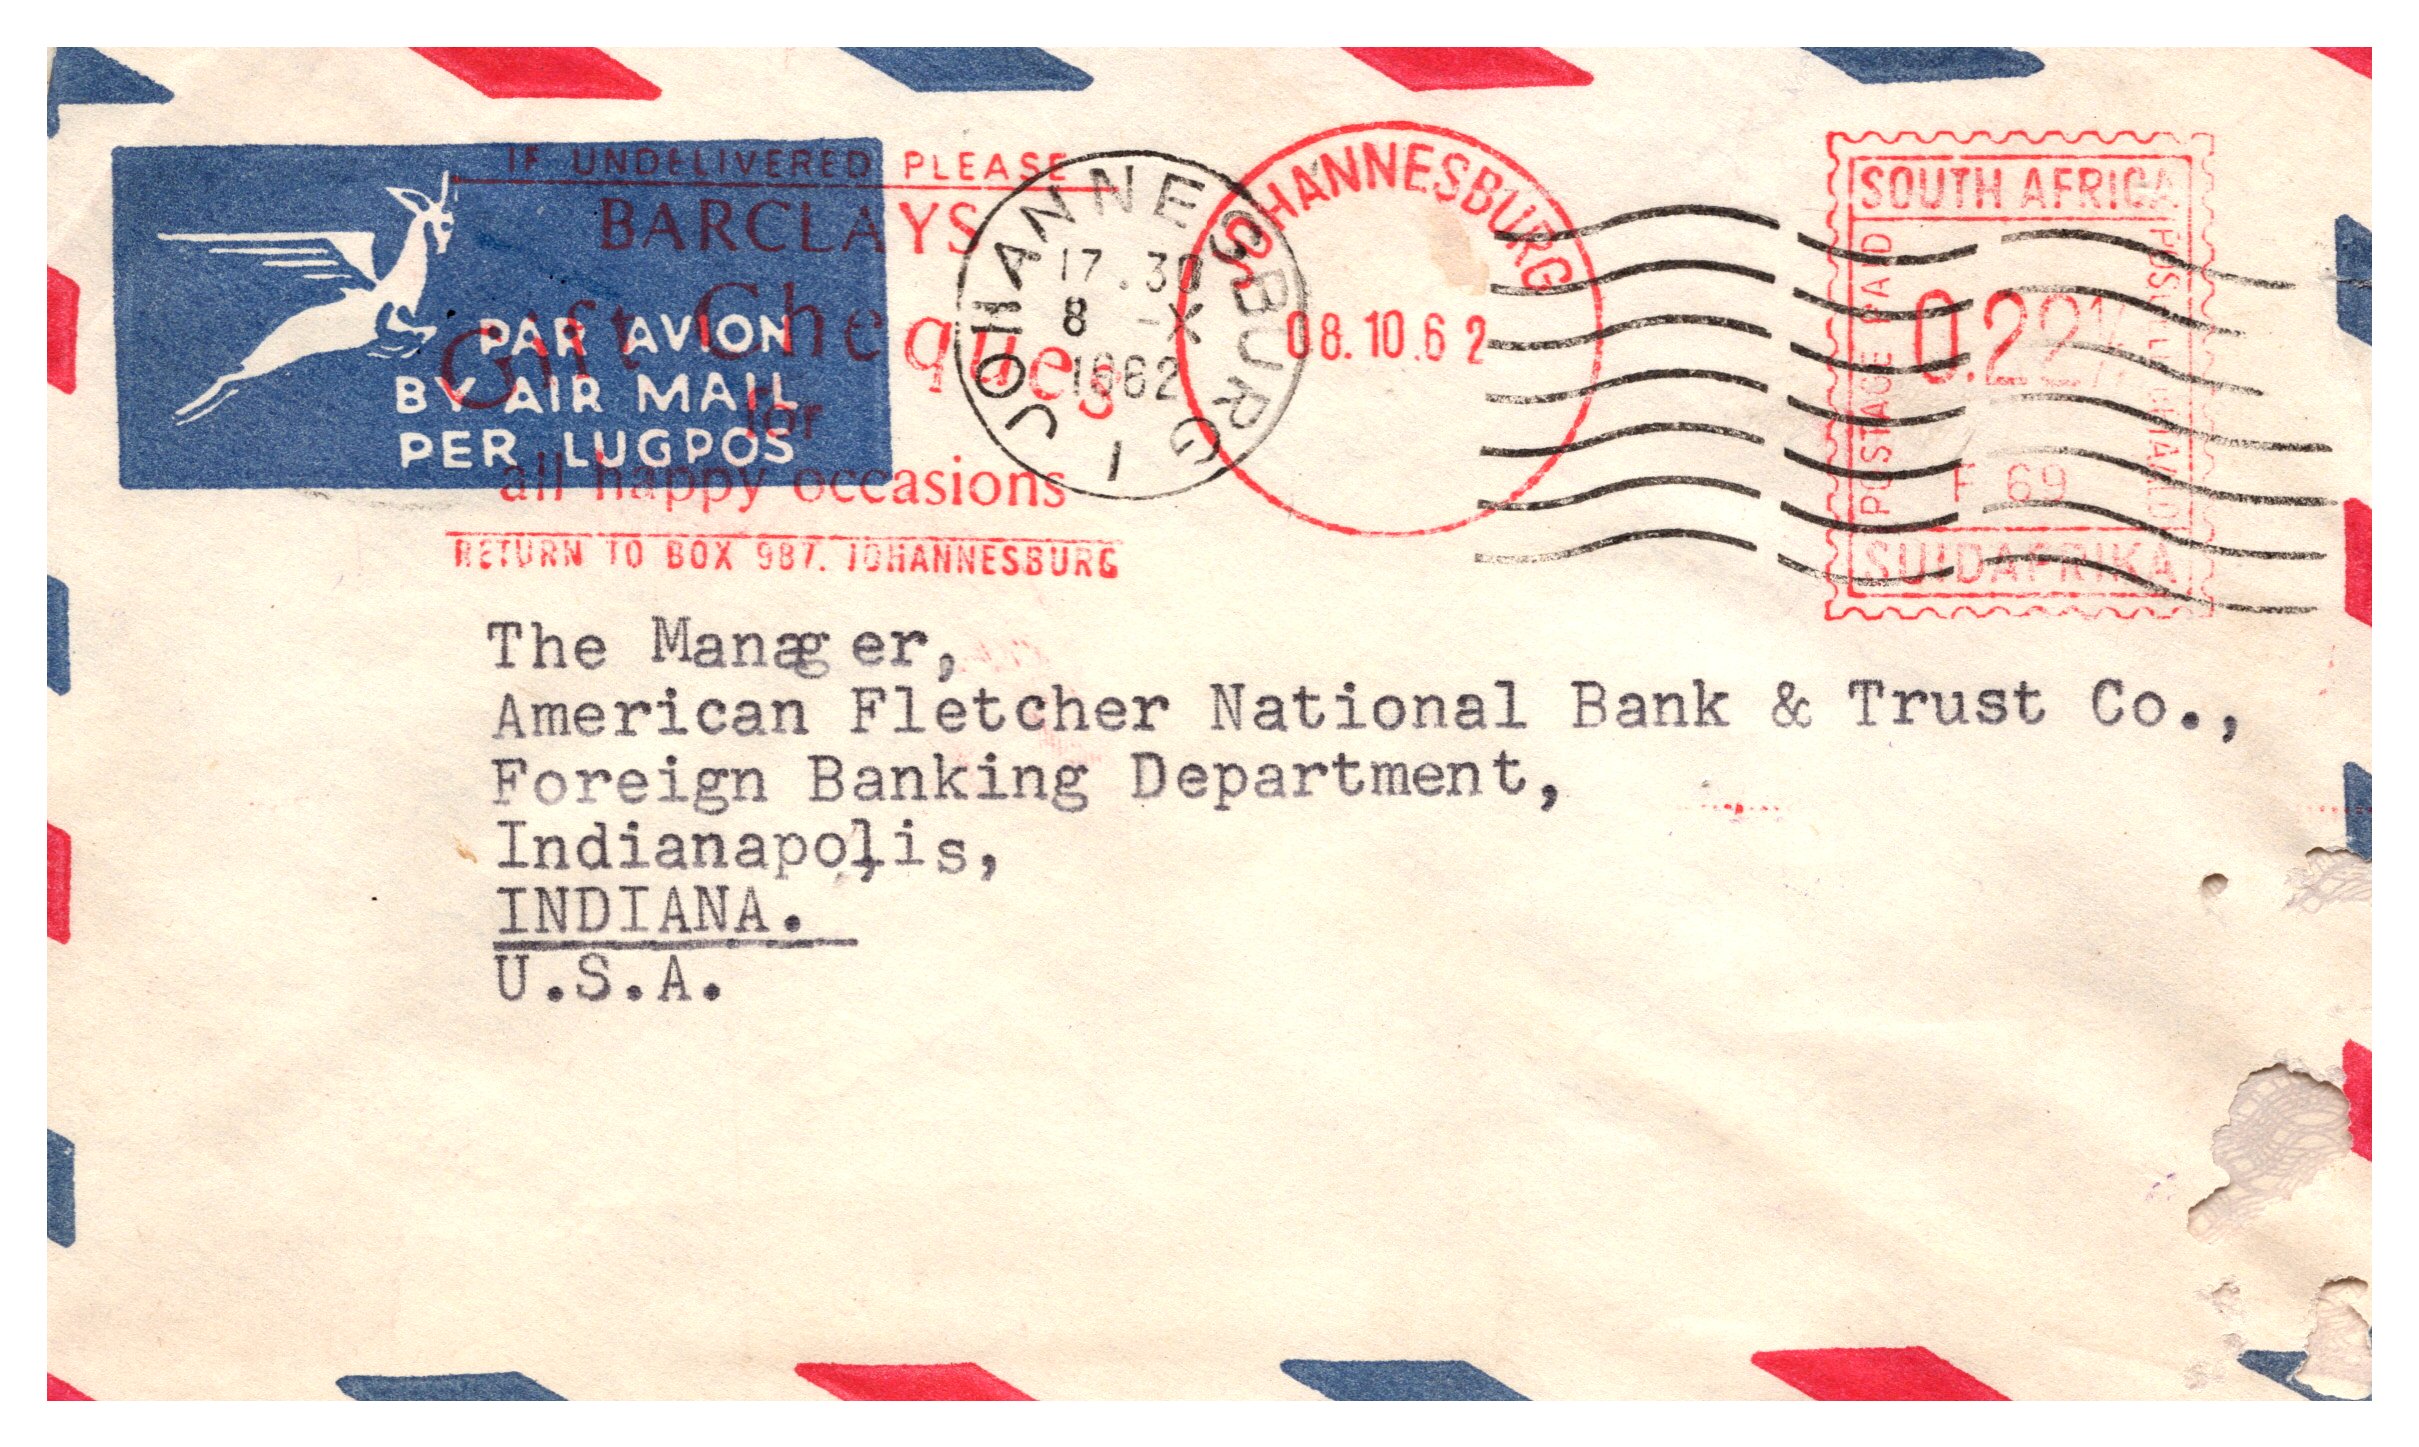 IF UNDELIVERED PLEASE
BARCLAYS
Gift Cheques
for
all happy occasions
RETURN TO BOX 987. JOHANNESBURG
PAR AVION
BY AIR MAIL
PER LUGPOS
JOHANNESBURG 1
17.30
8 -X
1962
JOHANNESBURG
08.10.62
SOUTH AFRICA
POSTAGE PAID
0.22½
F 69
SUIDAFRIKA
The Manager,
American Fletcher National Bank & Trust Co.,
Foreign Banking Department,
Indianapolis,
INDIANA.
U.S.A.